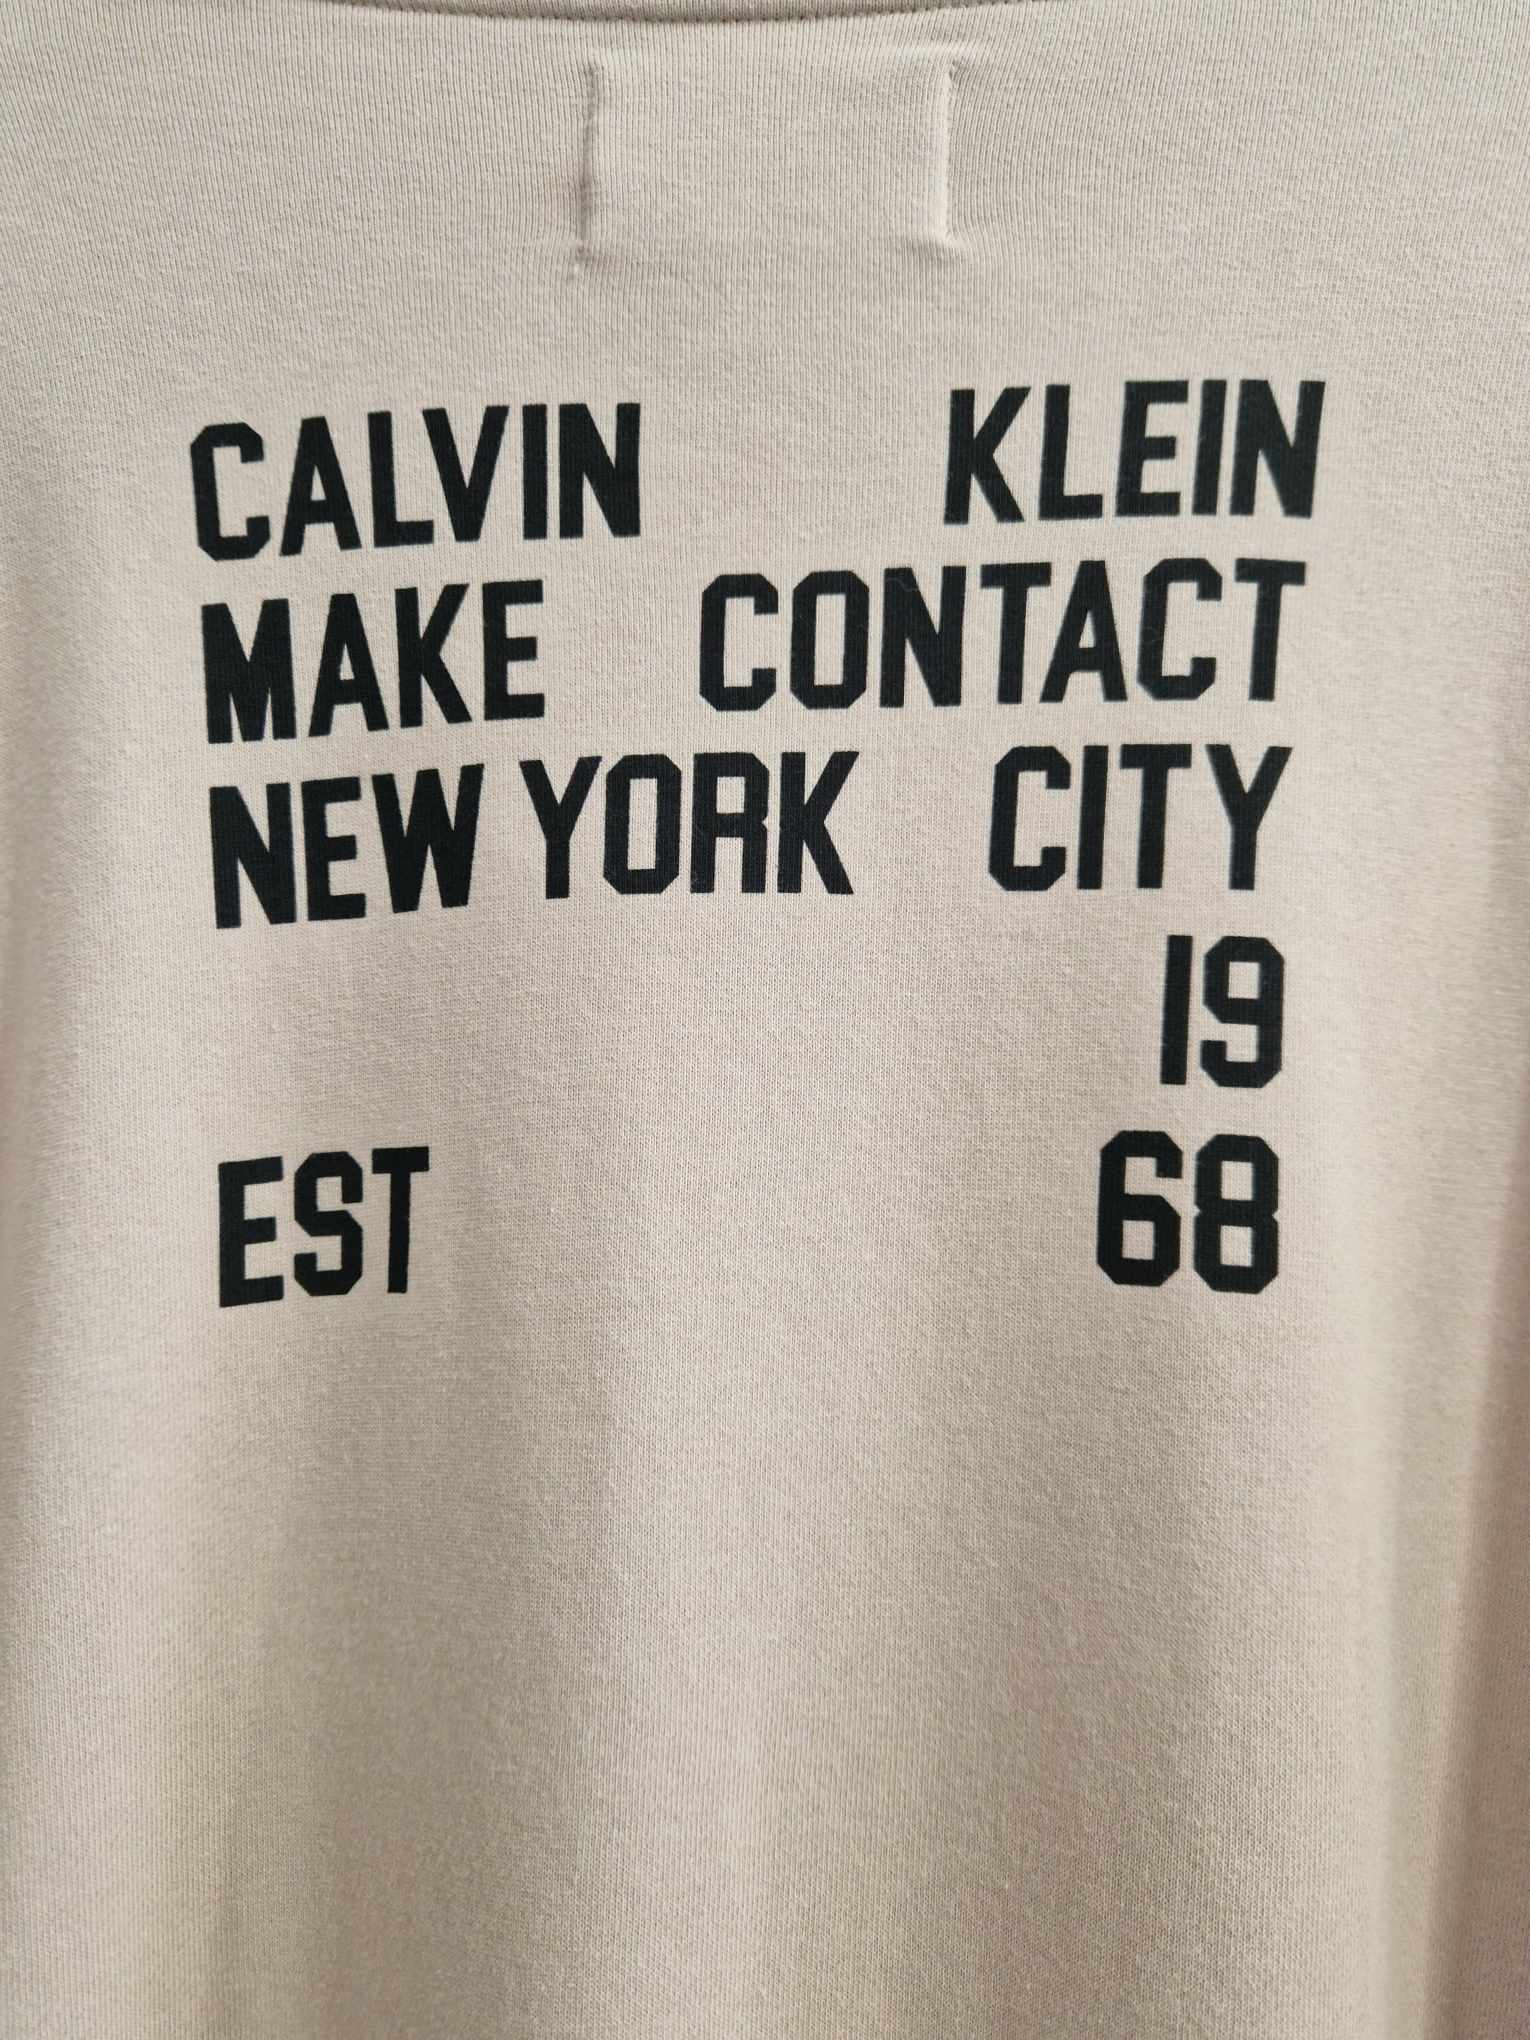 CALVIN KLEIN
MAKE CONTACT
NEW YORK CITY
19
EST 68